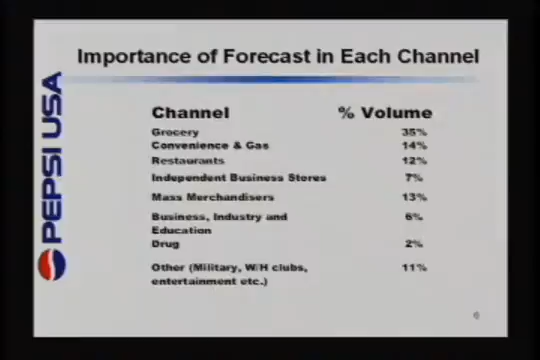 Importance of Forecast in Each Channel
PEPSI USA
Channel % Volume
Grocery 35%
Convenience & Gas 14%
Restaurants 12%
Independent Business Stores 7%
Mass Merchandisers 13%
Business, Industry and 6%
Education
Drug 2%
Other (Military, W/H clubs, 11%
entertainment etc.)
6